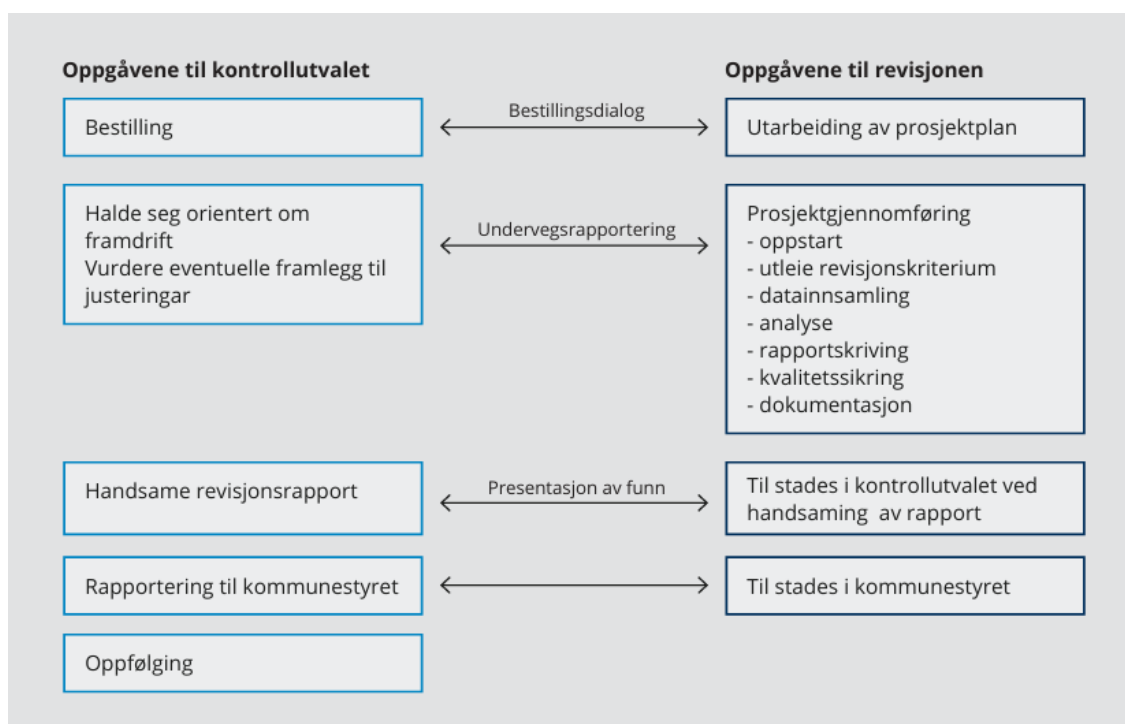 Oppgåvene til kontrollutvalet
Oppgåvene til revisjonen
Bestilling
Bestillingsdialog
Utarbeiding av prosjektplan
Halde seg orientert om
framdrift
Vurdere eventuelle framlegg til
justeringar
Undervegsrapportering
Prosjektgjennomføring
- oppstart
- utleie revisjonskriterium
- datainnsamling
- analyse
- rapportskriving
- kvalitetssikring
- dokumentasjon
Handsame revisjonsrapport
Presentasjon av funn
Til stades i kontrollutvalet ved
handsaming av rapport
Rapportering til kommunestyret
Til stades i kommunestyret
Oppfølging